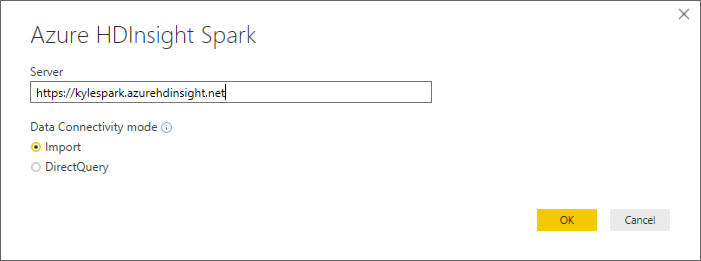 Azure HDInsight Spark
Server
https://kylespark.azurehdinsight.net
Data Connectivity mode
Import
DirectQuery
OK
Cancel